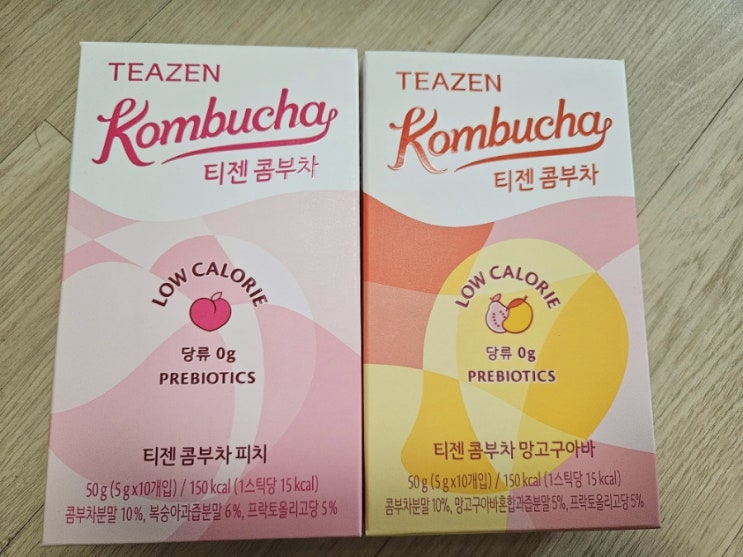 TEAZEN
Kombucha
티젠 콤부차
LOW CALORIE
당류 0g
PREBIOTICS
티젠 콤부차 피치
50g (5g x10개입) / 150 kcal (1스틱당 15 kcal)
콤부차분말 10%, 복숭아과즙분말 6%, 프락토올리고당 5%
TEAZEN
Kombucha
티젠 콤부차
LOW CALORIE
당류 0g
PREBIOTICS
티젠 콤부차 망고구아바
50g (5g x10개입) / 150 kcal (1스틱당 15 kcal)
콤부차분말 10%, 망고구아바혼합과즙분말 5%, 프락토올리고당 5%